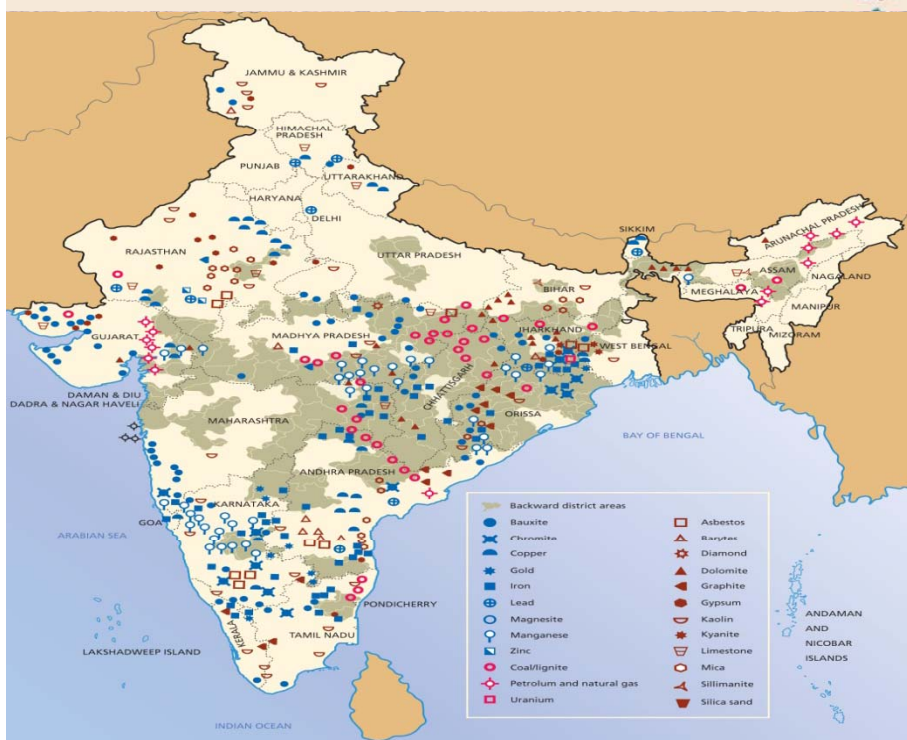 JAMMU & KASHMIR
HIMACHAL
PRADESH
PUNJAB
UTTARAKHAND
HARYANA
DELHI
RAJASTHAN
UTTAR PRADESH
SIKKIM
ARUNACHAL PRADESH
ASSAM
NAGALAND
MEGHALAYA
MANIPUR
TRIPURA
MIZORAM
BIHAR
JHARKHAND
WEST BENGAL
GUJARAT
MADHYA PRADESH
CHHATTISGARH
ORISSA
DAMAN & DIU
DADRA & NAGAR HAVELI
MAHARASHTRA
BAY OF BENGAL
ANDHRA PRADESH
KARNATAKA
GOA
ARABIAN SEA
PONDICHERRY
TAMIL NADU
KERALA
LAKSHADWEEP ISLAND
INDIAN OCEAN
ANDAMAN
AND
NICOBAR
ISLANDS
Backward district areas
Bauxite
Chromite
Copper
Gold
Iron
Lead
Magnesite
Manganese
Zinc
Coal/lignite
Petrolum and natural gas
Uranium
Asbestos
Barytes
Diamond
Dolomite
Graphite
Gypsum
Kaolin
Kyanite
Limestone
Mica
Sillimanite
Silica sand